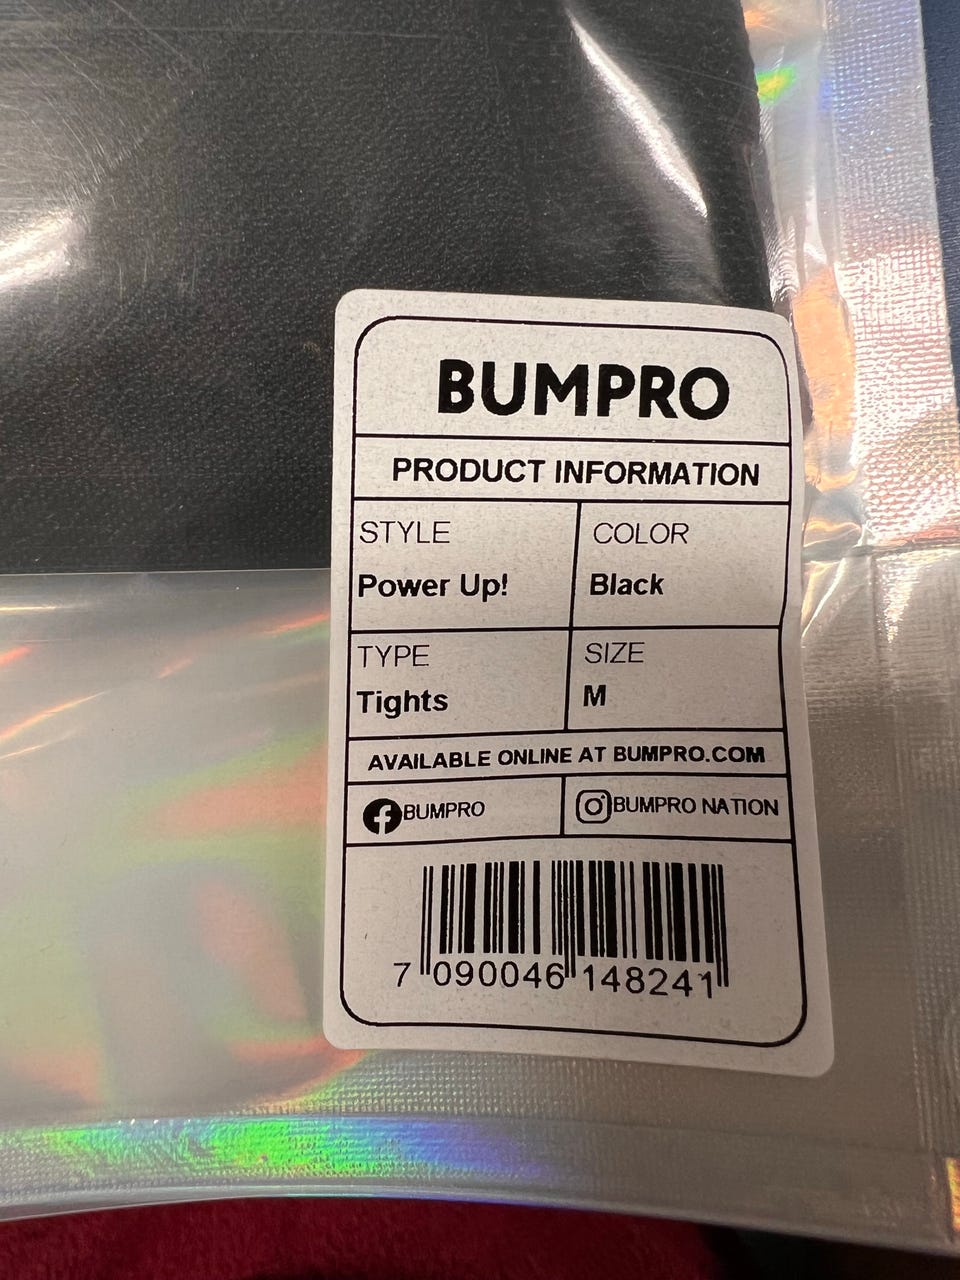 BUMPRO
PRODUCT INFORMATION
STYLE
Power Up!
COLOR
Black
TYPE
Tights
SIZE
M
AVAILABLE ONLINE AT BUMPRO.COM
BUMPRO
BUMPRO NATION
7 090046 148241